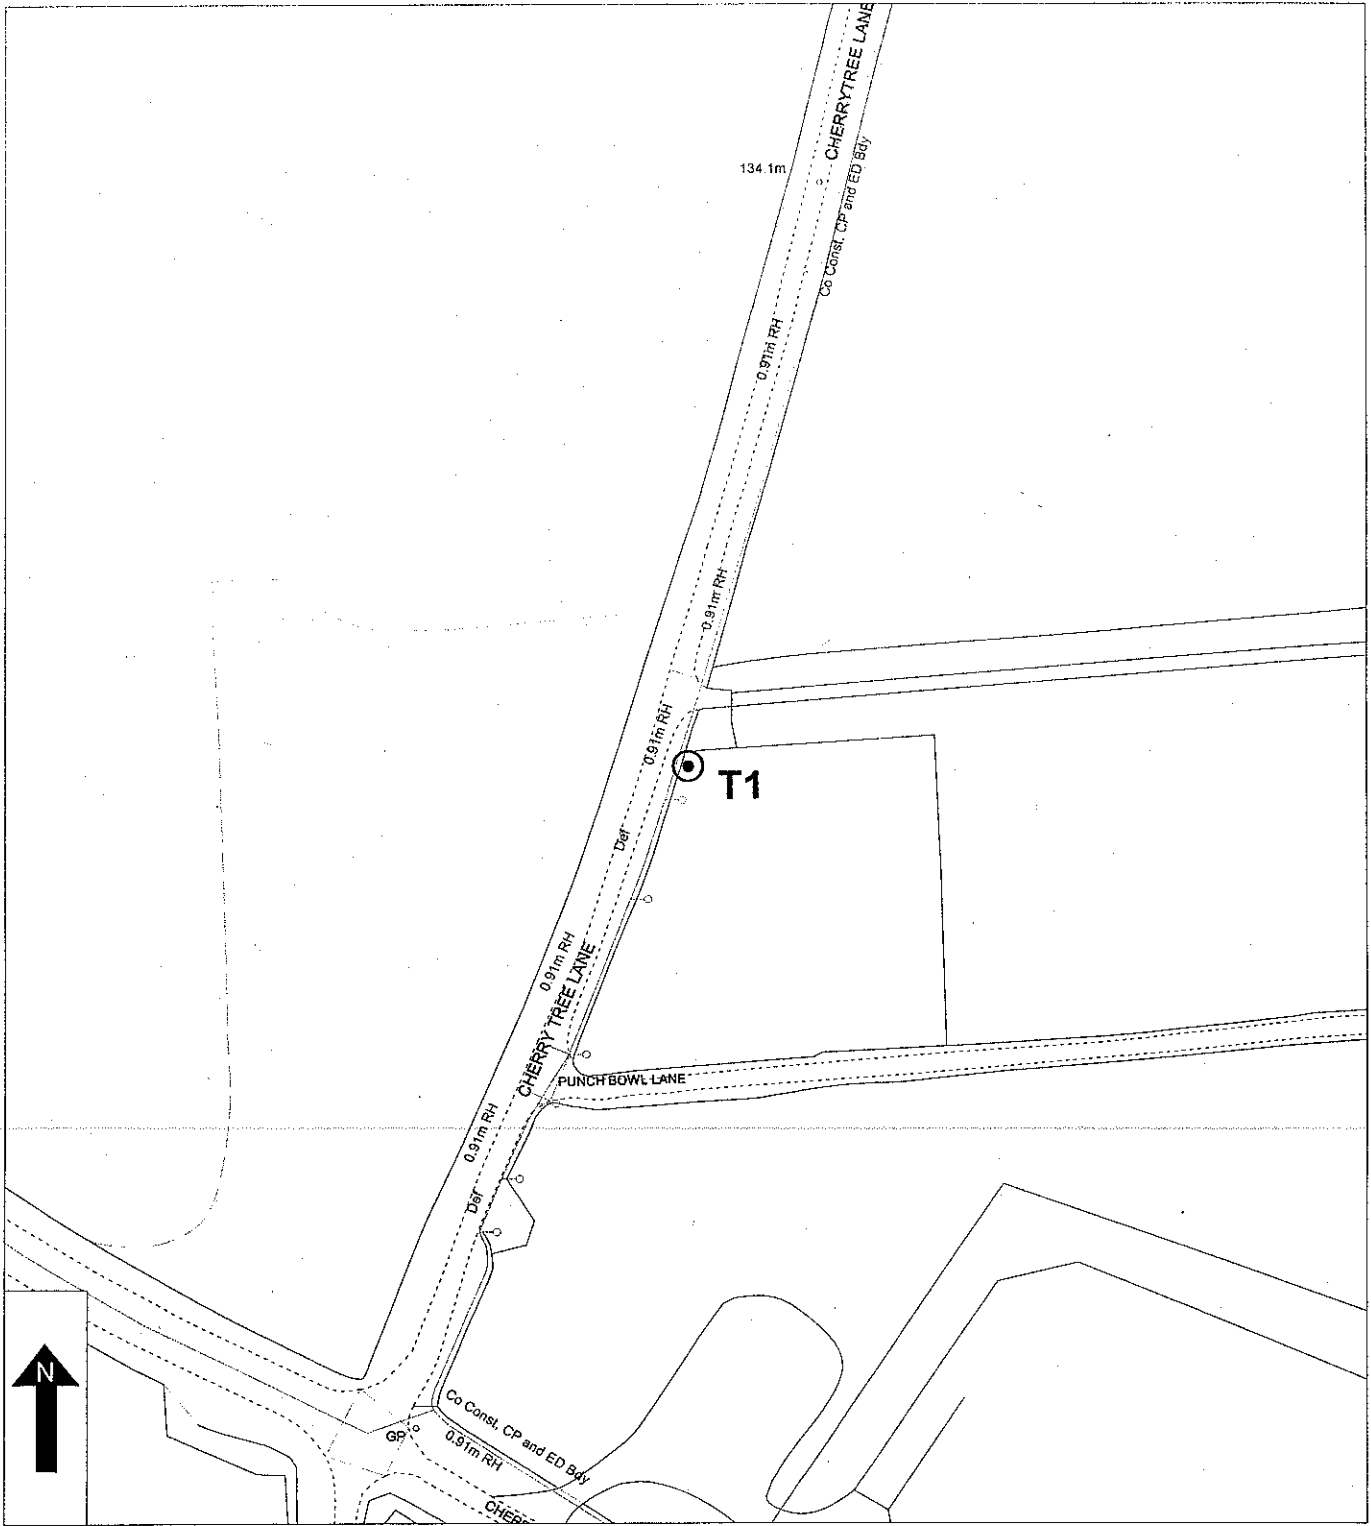 CHERRYTREE LANE
134.1m
Co Const, CP and ED Bdy
0.91m RH
0.91m RH
0.91m RH
T1
Def
0.91m RH
CHERRY TREE LANE
PUNCH BOWL LANE
0.91m RH
Def
N
Co Const, CP and ED Bdy
GP
0.91m RH
CHER